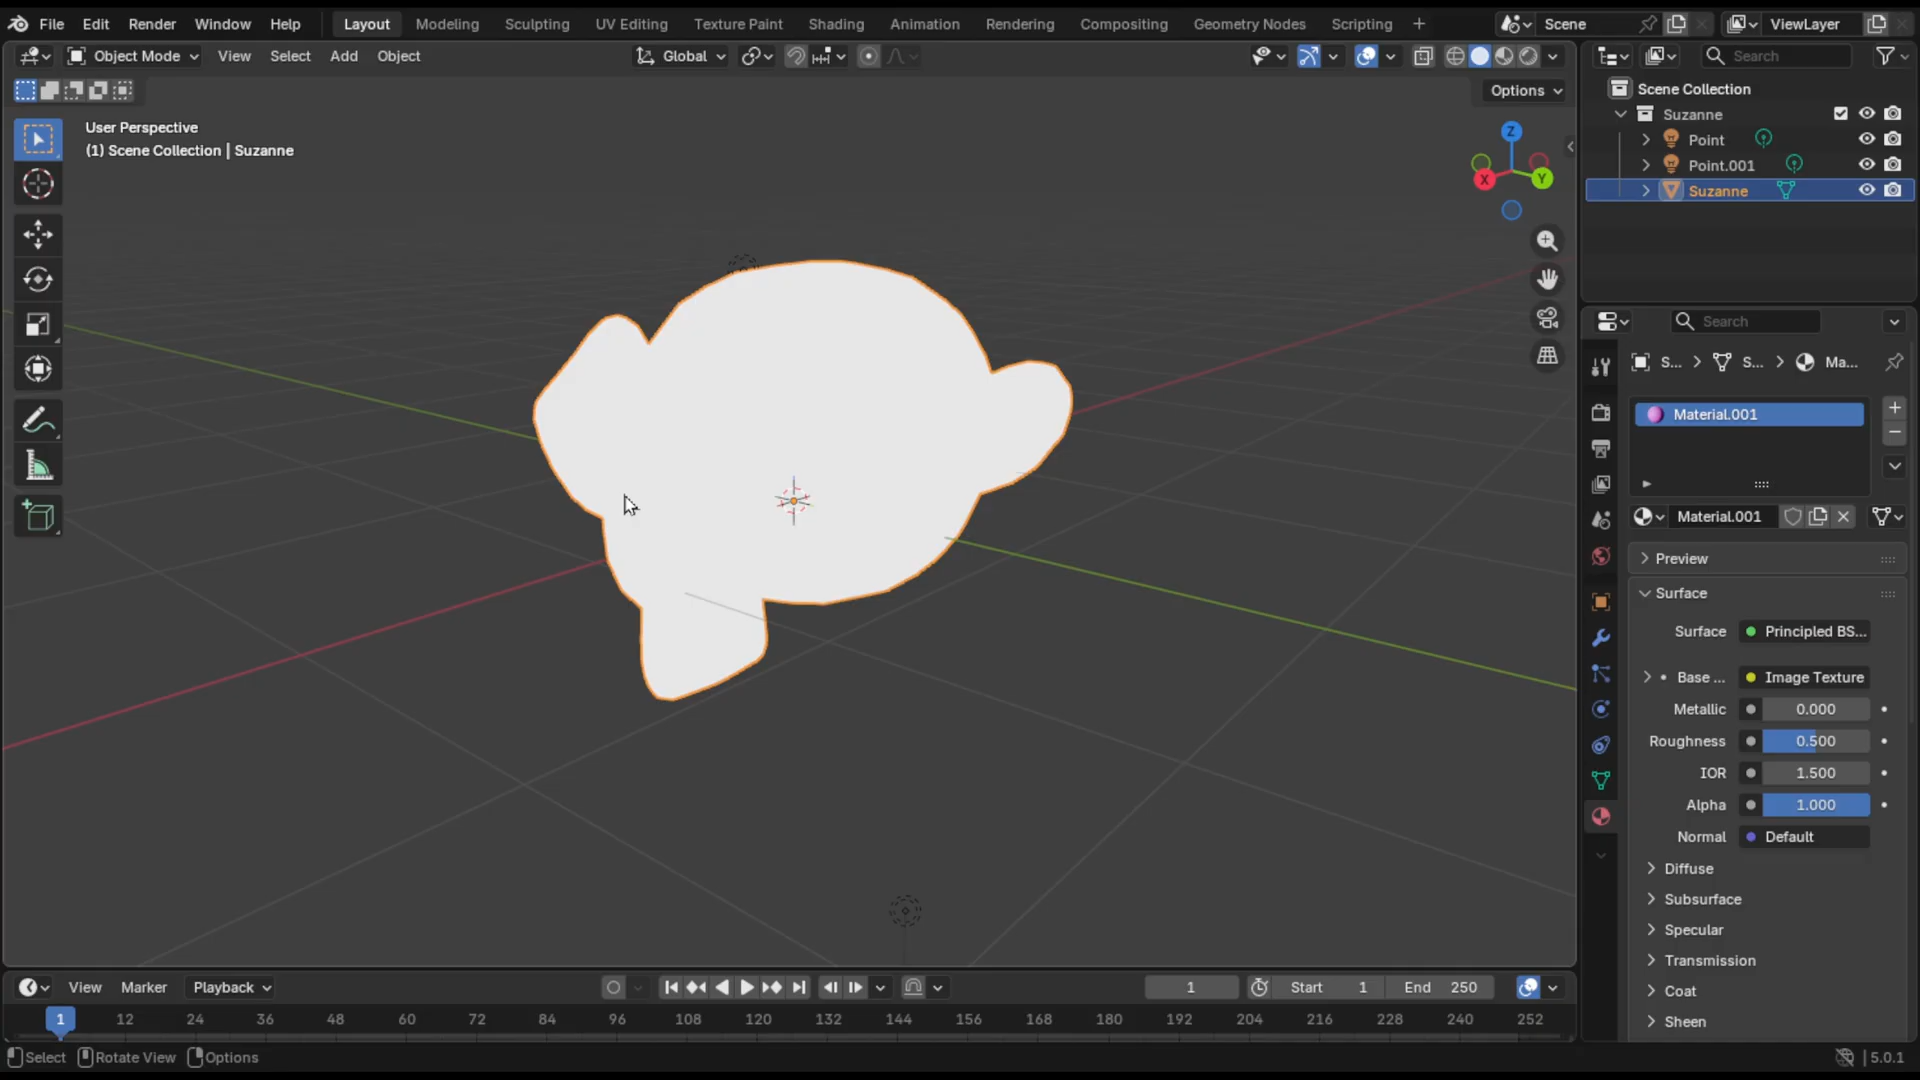 File Edit Render Window Help Layout Modeling Sculpting UV Editing Texture Paint Shading Animation Rendering Compositing Geometry Nodes Scripting + Scene ViewLayer
Object Mode View Select Add Object Global Search
Options
User Perspective
(1) Scene Collection | Suzanne
Z
X
Y
Scene Collection
Suzanne
Point
Point.001
Suzanne
Search
S... S... Ma...
Material.001
Material.001
Preview
Surface
Surface Principled BS...
Base ... Image Texture
Metallic 0.000
Roughness 0.500
IOR 1.500
Alpha 1.000
Normal Default
Diffuse
Subsurface
Specular
Transmission
Coat
Sheen
View Marker Playback 1 Start 1 End 250
1 12 24 36 48 60 72 84 96 108 120 132 144 156 168 180 192 204 216 228 240 252
Select Rotate View Options 5.0.1